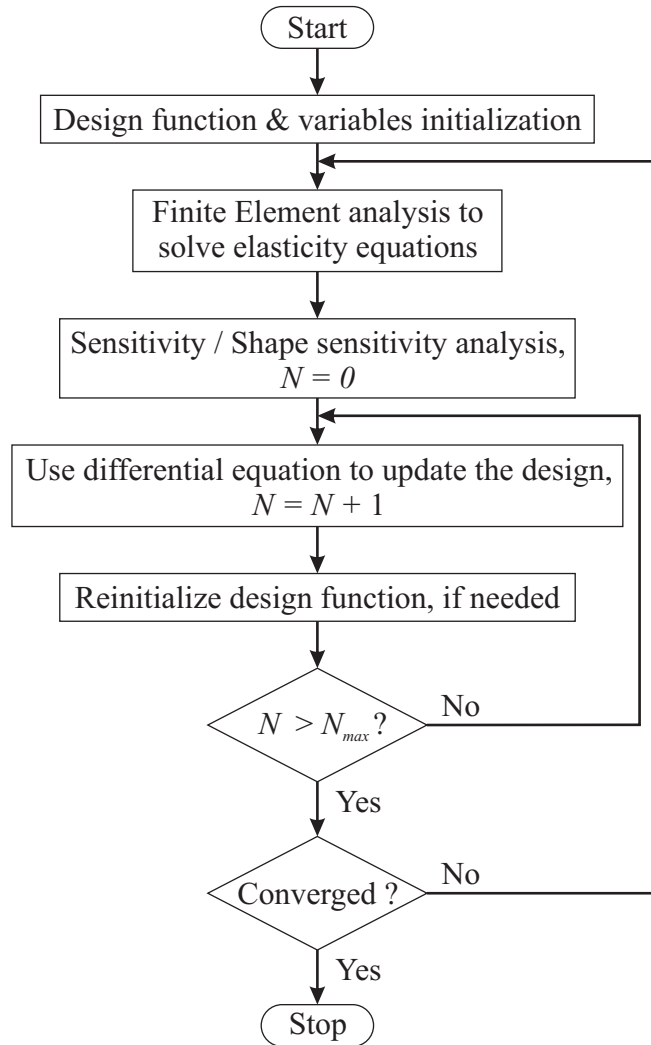 Start
Design function & variables initialization
Finite Element analysis to
solve elasticity equations
Sensitivity / Shape sensitivity analysis,
N = 0
Use differential equation to update the design,
N = N + 1
Reinitialize design function, if needed
N > Nmax?
No
Yes
Converged ?
No
Yes
Stop